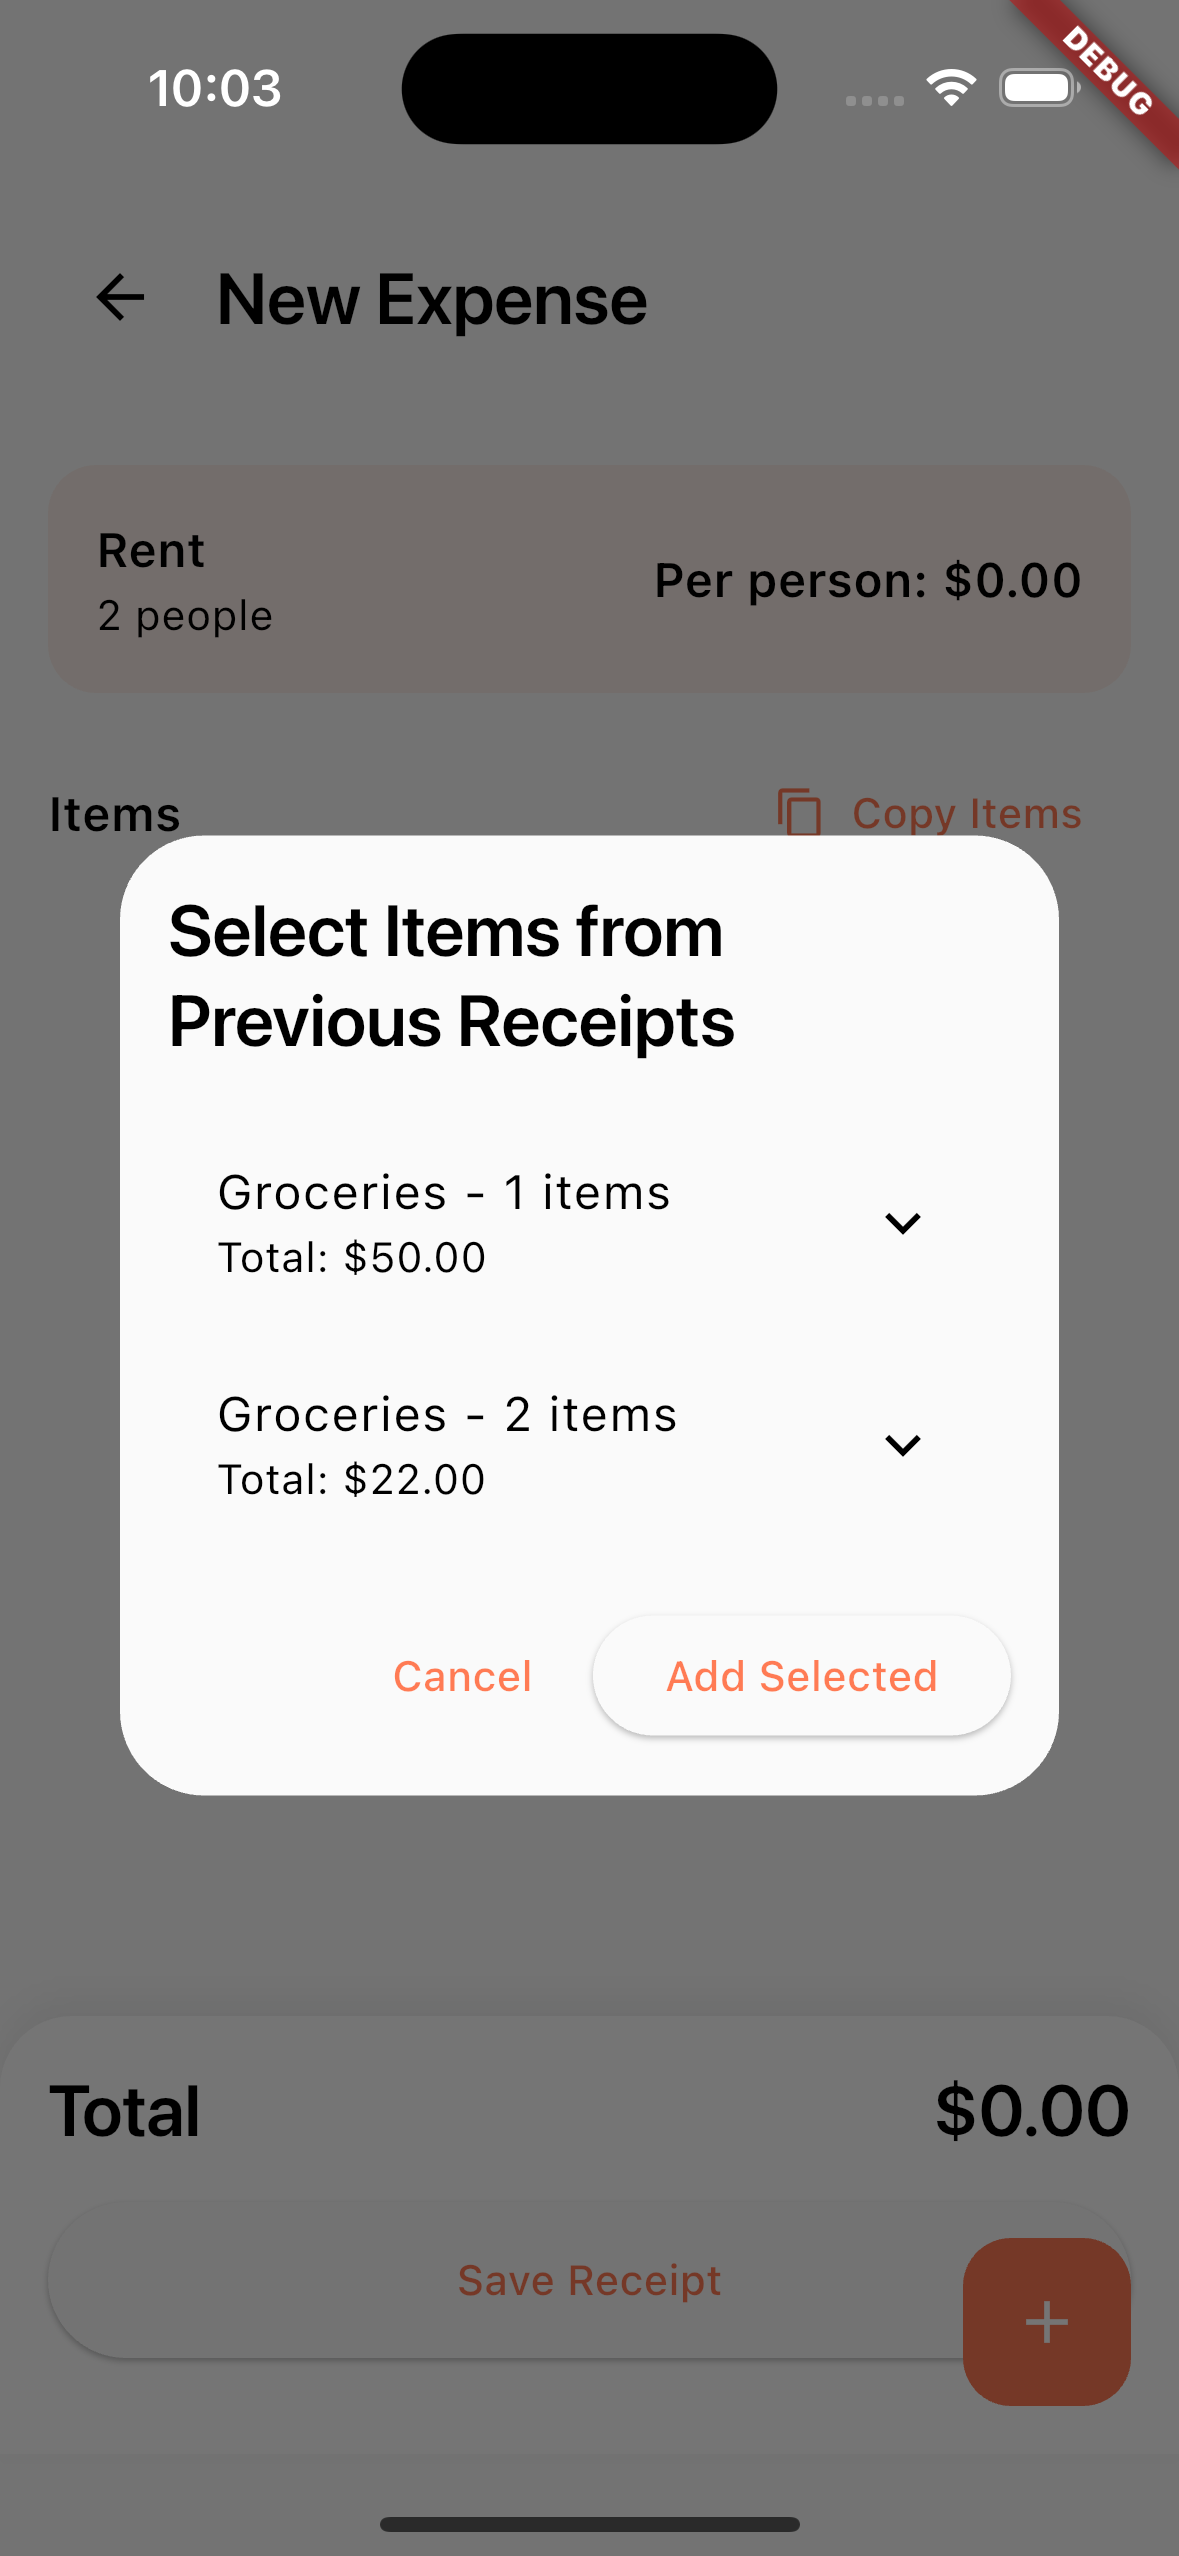 10:03
DEBUG
New Expense
Rent
2 people
Per person: $0.00
Items
Copy Items
Select Items from
Previous Receipts
Groceries - 1 items
Total: $50.00
Groceries - 2 items
Total: $22.00
Cancel
Add Selected
Total
$0.00
Save Receipt
+